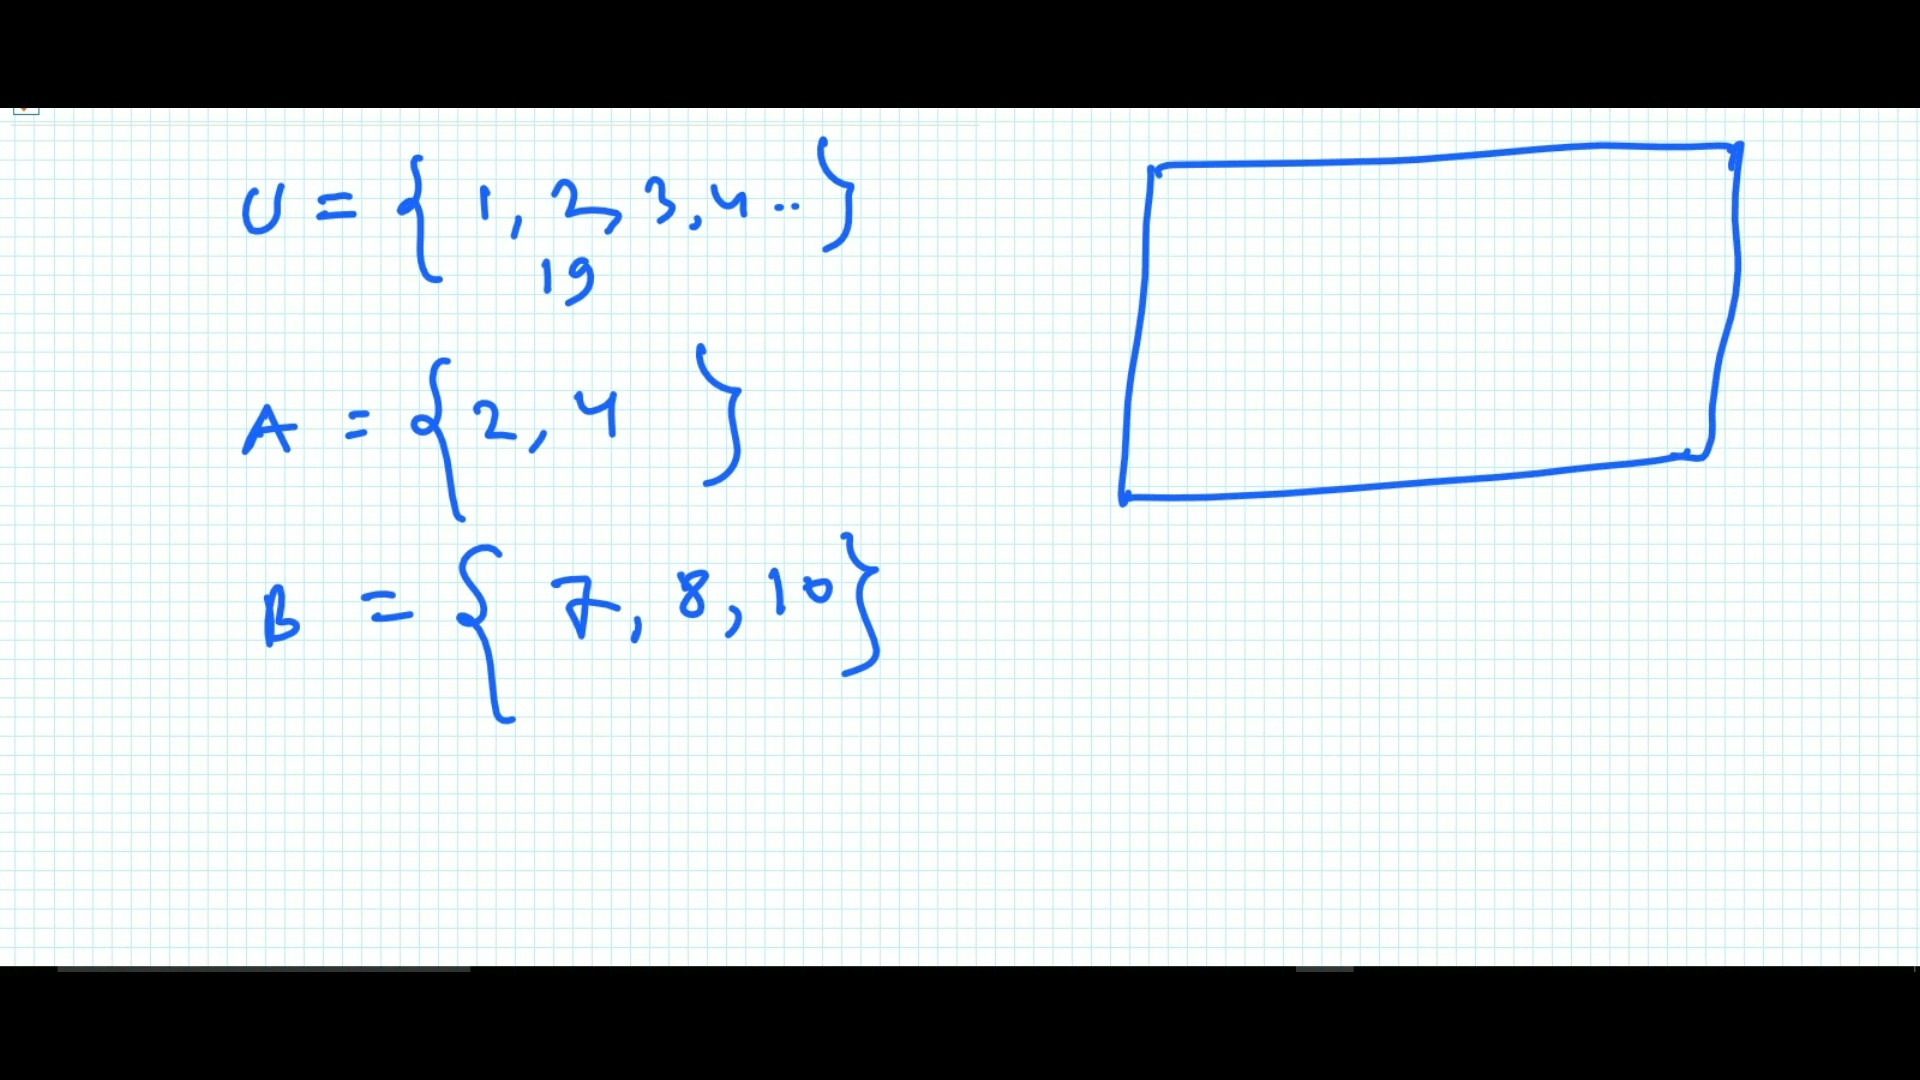 U = { 1, 2, 3, 4 .. }
19
A = { 2, 4 }
B = { 7, 8, 10 }